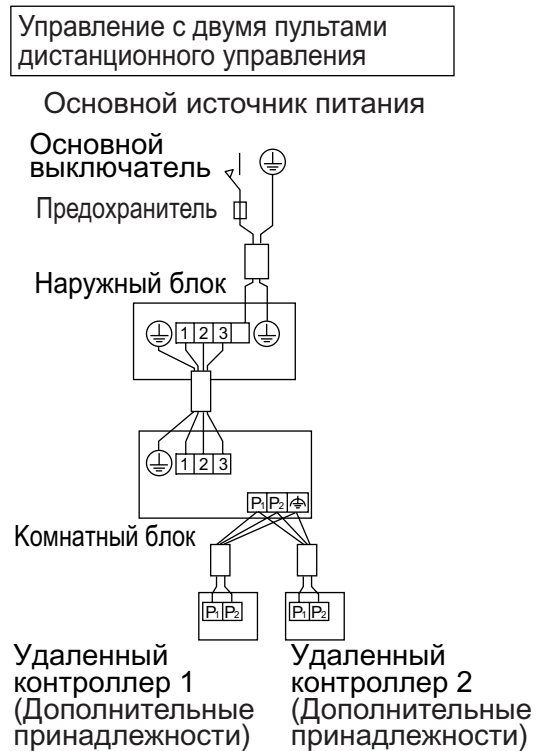 Управление с двумя пультами
дистанционного управления
Основной источник питания
Основной
выключатель
Предохранитель
Наружный блок
1 2 3
1 2 3
P1 P2
Комнатный блок
P1 P2
P1 P2
Удаленный
контроллер 1
(Дополнительные
принадлежности)
Удаленный
контроллер 2
(Дополнительные
принадлежности)